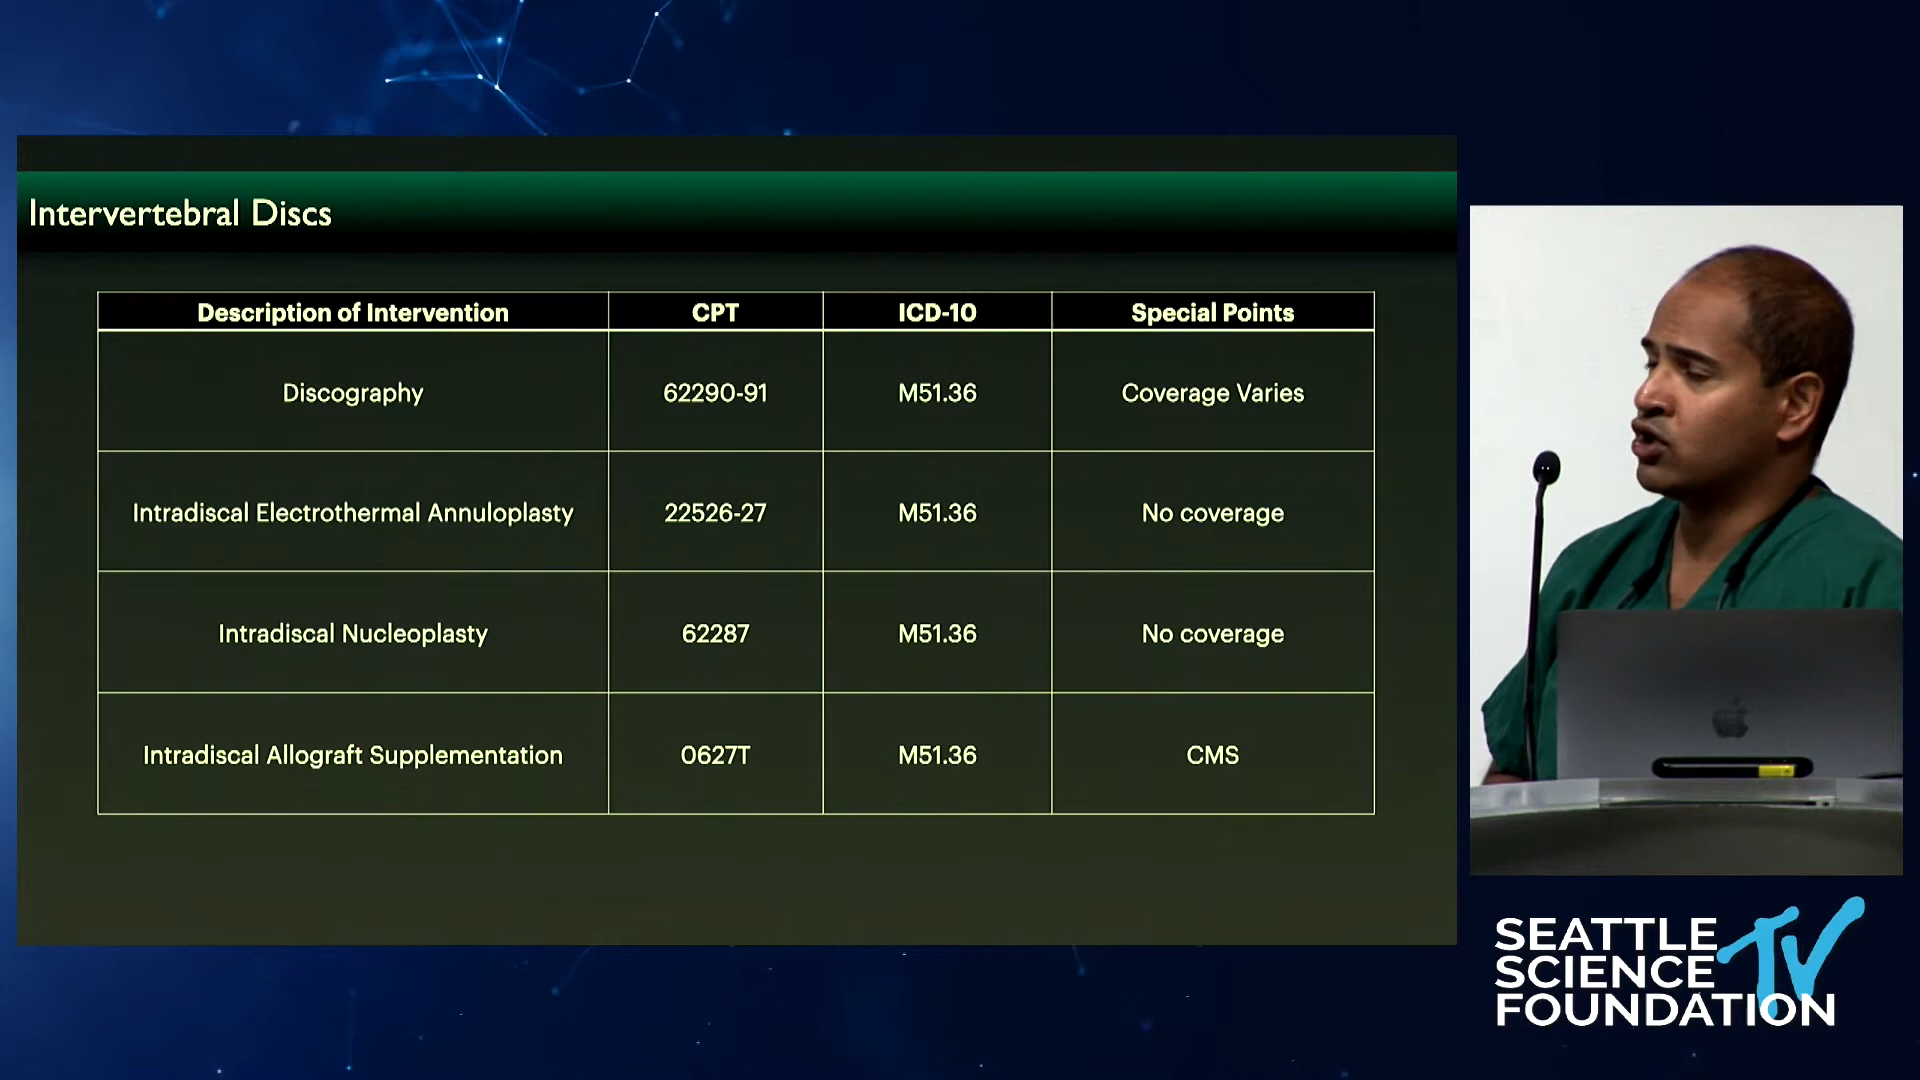 Intervertebral Discs
Description of Intervention CPT ICD-10 Special Points
Discography 62290-91 M51.36 Coverage Varies
Intradiscal Electrothermal Annuloplasty 22526-27 M51.36 No coverage
Intradiscal Nucleoplasty 62287 M51.36 No coverage
Intradiscal Allograft Supplementation 0627T M51.36 CMS
SEATTLE
SCIENCE TV
FOUNDATION